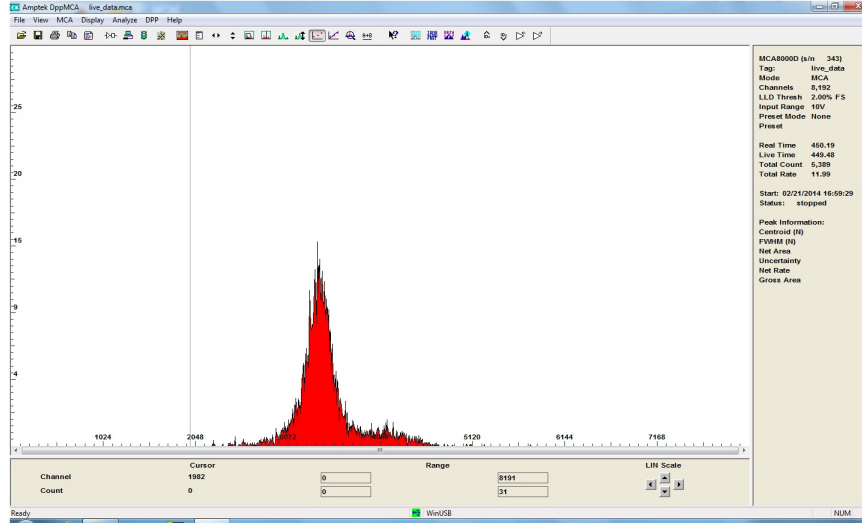 Amptek DppMCA live_data.mca
File View MCA Display Analyze DPP Help
MCA8000D (s/n 343)
Tag: live_data
Mode MCA
Channels 8,192
LLD Thresh 2.00% FS
Input Range 10V
Preset Mode None
Preset
Real Time 450.19
Live Time 449.48
Total Count 5,389
Total Rate 11.99
Start: 02/21/2014 16:59:29
Status: stopped
Peak Information:
Centroid (N)
FWHM (N)
Net Area
Uncertainty
Net Rate
Gross Area
25
20
15
9
4
1024 2048 5120 6144 7168
Cursor Range LIN Scale
Channel 1982 0 8191
Count 0 0 31
Ready WinUSB NUM